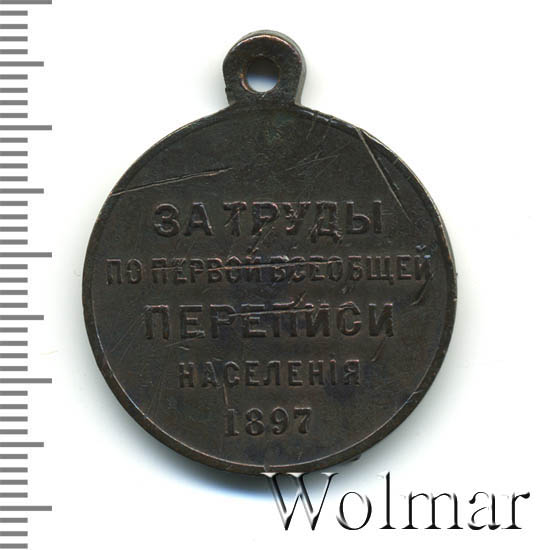 ЗА ТРУДЫ
ПО ПЕРВОЙ ВСЕОБЩЕЙ
ПЕРЕПИСИ
НАСЕЛЕНІЯ
1897
Wolmar